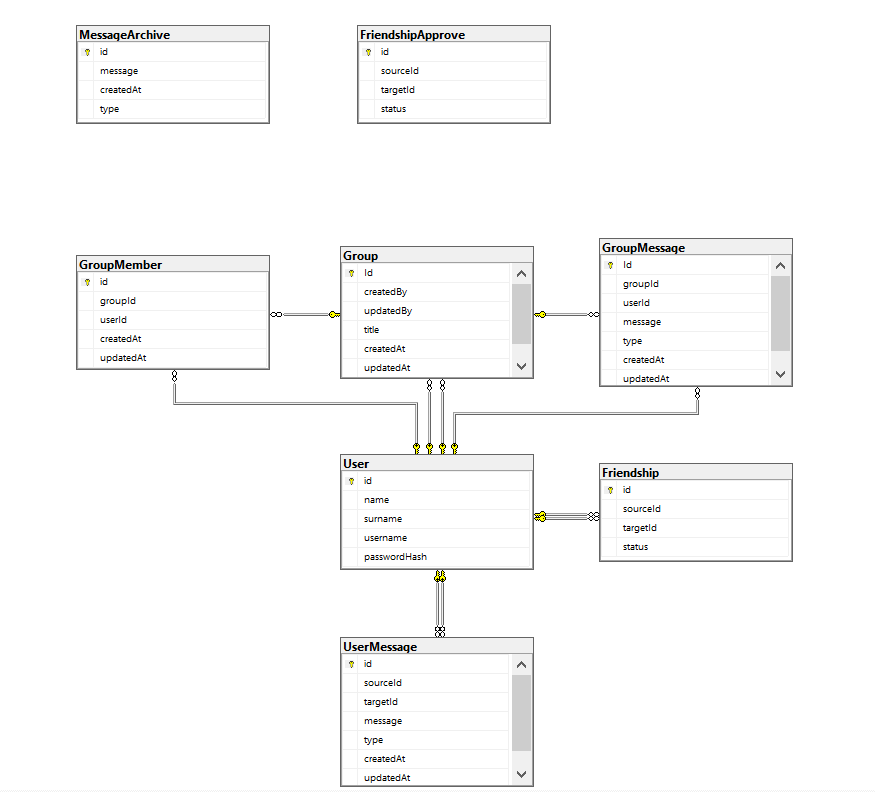 MessageArchive
id
message
createdAt
type
FriendshipApprove
id
sourceId
targetId
status
GroupMember
id
groupId
userId
createdAt
updatedAt
Group
Id
createdBy
updatedBy
title
createdAt
updatedAt
GroupMessage
Id
groupId
userId
message
type
createdAt
updatedAt
User
id
name
surname
username
passwordHash
Friendship
id
sourceId
targetId
status
UserMessage
id
sourceId
targetId
message
type
createdAt
updatedAt